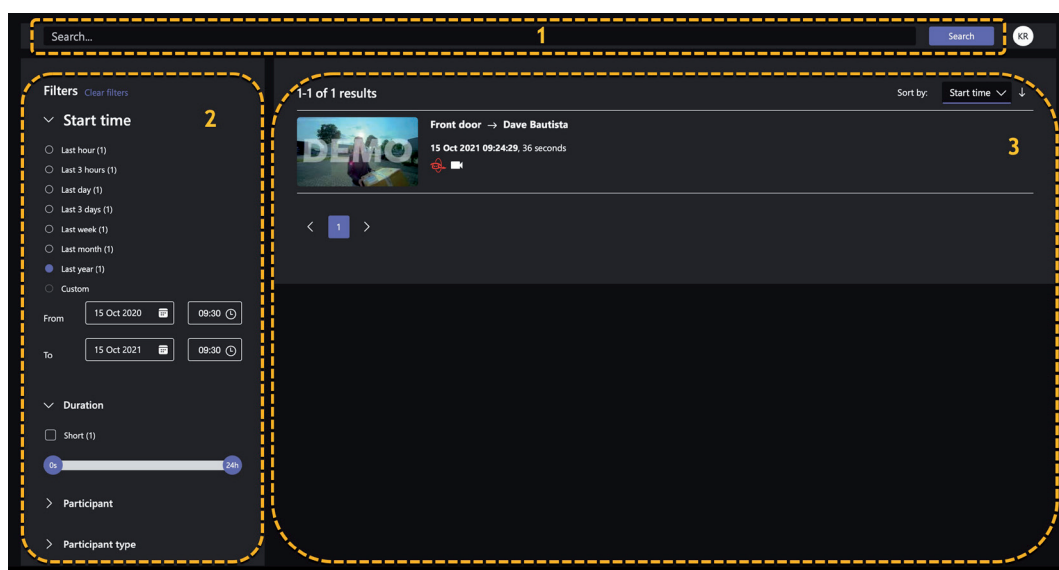 Search...
1
Search
KR
Filters Clear filters
Start time
2
Last hour (1)
Last 3 hours (1)
Last day (1)
Last 3 days (1)
Last week (1)
Last month (1)
Last year (1)
Custom
From 15 Oct 2020 09:30
To 15 Oct 2021 09:30
Duration
Short (1)
0s 24h
Participant
Participant type
1-1 of 1 results
Sort by: Start time
3
DEMO
Front door → Dave Bautista
15 Oct 2021 09:24:29, 36 seconds
1